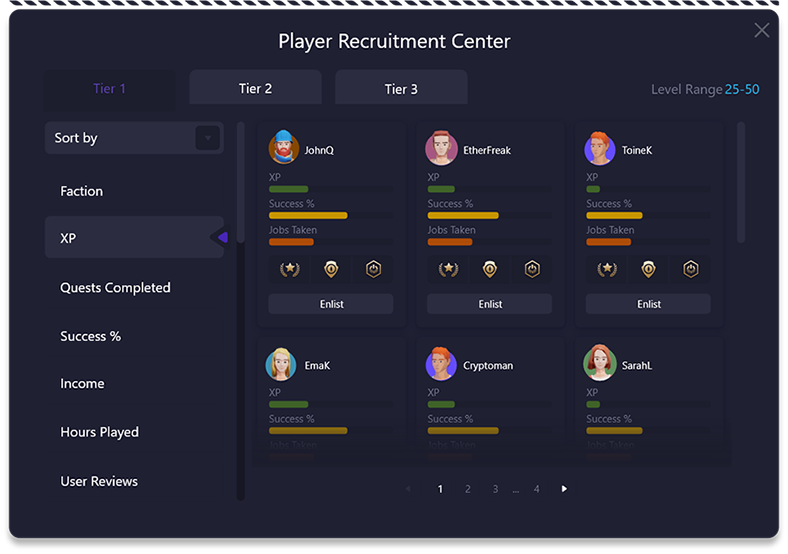 Player Recruitment Center
Tier 1 Tier 2 Tier 3 Level Range 25-50
Sort by
Faction
XP
Quests Completed
Success %
Income
Hours Played
User Reviews
JohnQ
XP
Success %
Jobs Taken
Enlist
EtherFreak
XP
Success %
Jobs Taken
Enlist
ToineK
XP
Success %
Jobs Taken
Enlist
EmaK
XP
Success %
Jobs Taken
Cryptoman
XP
Success %
Jobs Taken
SarahL
XP
Success %
Jobs Taken
1 2 3 ... 4